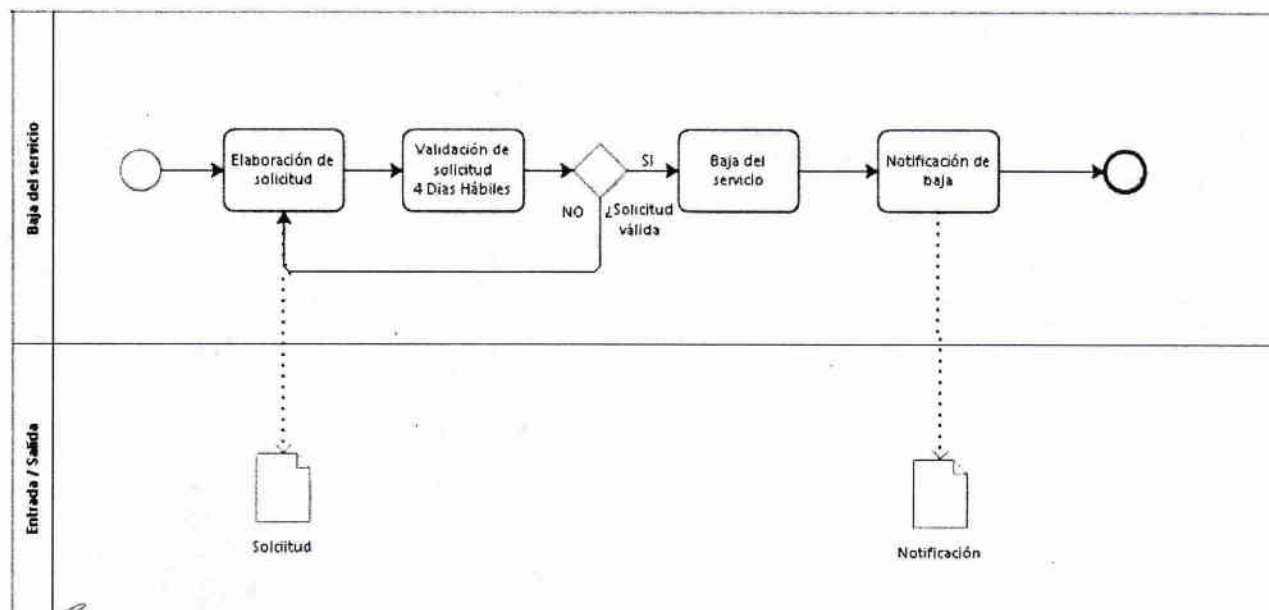 Baja del servicio
Elaboración de
solicitud
Validación de
solicitud
4 Días Hábiles
SI
NO
¿Solicitud
válida
Baja del
servicio
Notificación de
baja
Entrada / Salida
Solciitud
Notificación